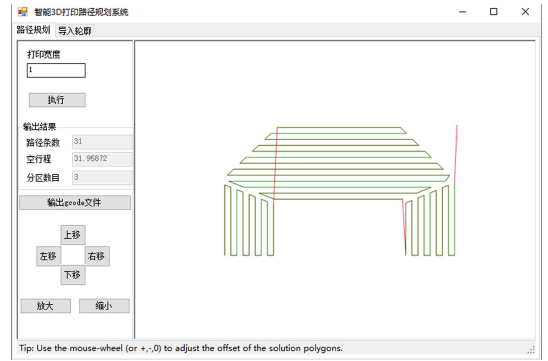 智能3D打印路径规划系统
路径规划 导入轮廓
打印宽度
1
执行
输出结果
路径条数 31
空行程 31.95872
分区数目 3
输出gcode文件
上移
左移 右移
下移
放大 缩小
Tip: Use the mouse-wheel (or +,-,0) to adjust the offset of the solution polygons.